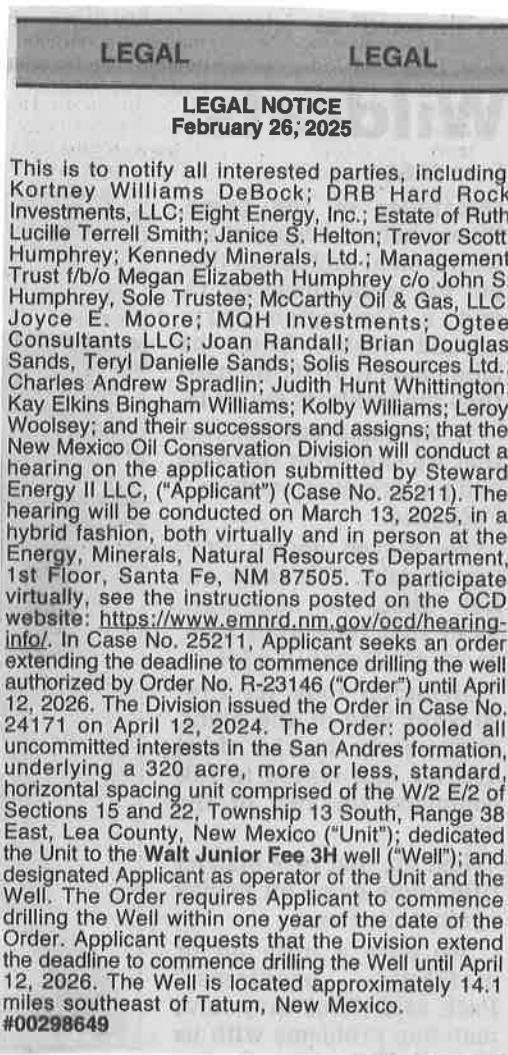 LEGAL LEGAL
LEGAL NOTICE
February 26, 2025
This is to notify all interested parties, including
Kortney Williams DeBock; DRB Hard Rock
Investments, LLC; Eight Energy, Inc.; Estate of Ruth
Lucille Terrell Smith; Janice S. Helton; Trevor Scott
Humphrey; Kennedy Minerals, Ltd.; Management
Trust f/b/o Megan Elizabeth Humphrey c/o John S.
Humphrey, Sole Trustee; McCarthy Oil & Gas, LLC
Joyce E. Moore; MQH Investments; Ogtee
Consultants LLC; Joan Randall; Brian Douglas
Sands, Teryl Danielle Sands; Solis Resources Ltd.;
Charles Andrew Spradlin; Judith Hunt Whittington
Kay Elkins Bingham Williams; Kolby Williams; Leroy
Woolsey; and their successors and assigns; that the
New Mexico Oil Conservation Division will conduct a
hearing on the application submitted by Steward
Energy II LLC, ("Applicant") (Case No. 25211). The
hearing will be conducted on March 13, 2025, in a
hybrid fashion, both virtually and in person at the
Energy, Minerals, Natural Resources Department,
1st Floor, Santa Fe, NM 87505. To participate
virtually, see the instructions posted on the OCD
website: https://www.emnrd.nm.gov/ocd/hearing-
info/. In Case No. 25211, Applicant seeks an order
extending the deadline to commence drilling the well
authorized by Order No. R-23146 ("Order") until April
12, 2026. The Division issued the Order in Case No.
24171 on April 12, 2024. The Order: pooled all
uncommitted interests in the San Andres formation,
underlying a 320 acre, more or less, standard,
horizontal spacing unit comprised of the W/2 E/2 of
Sections 15 and 22, Township 13 South, Range 38
East, Lea County, New Mexico ("Unit"); dedicated
the Unit to the Walt Junior Fee 3H well ("Well"); and
designated Applicant as operator of the Unit and the
Well. The Order requires Applicant to commence
drilling the Well within one year of the date of the
Order. Applicant requests that the Division extend
the deadline to commence drilling the Well until April
12, 2026. The Well is located approximately 14.1
miles southeast of Tatum, New Mexico.
#00298649